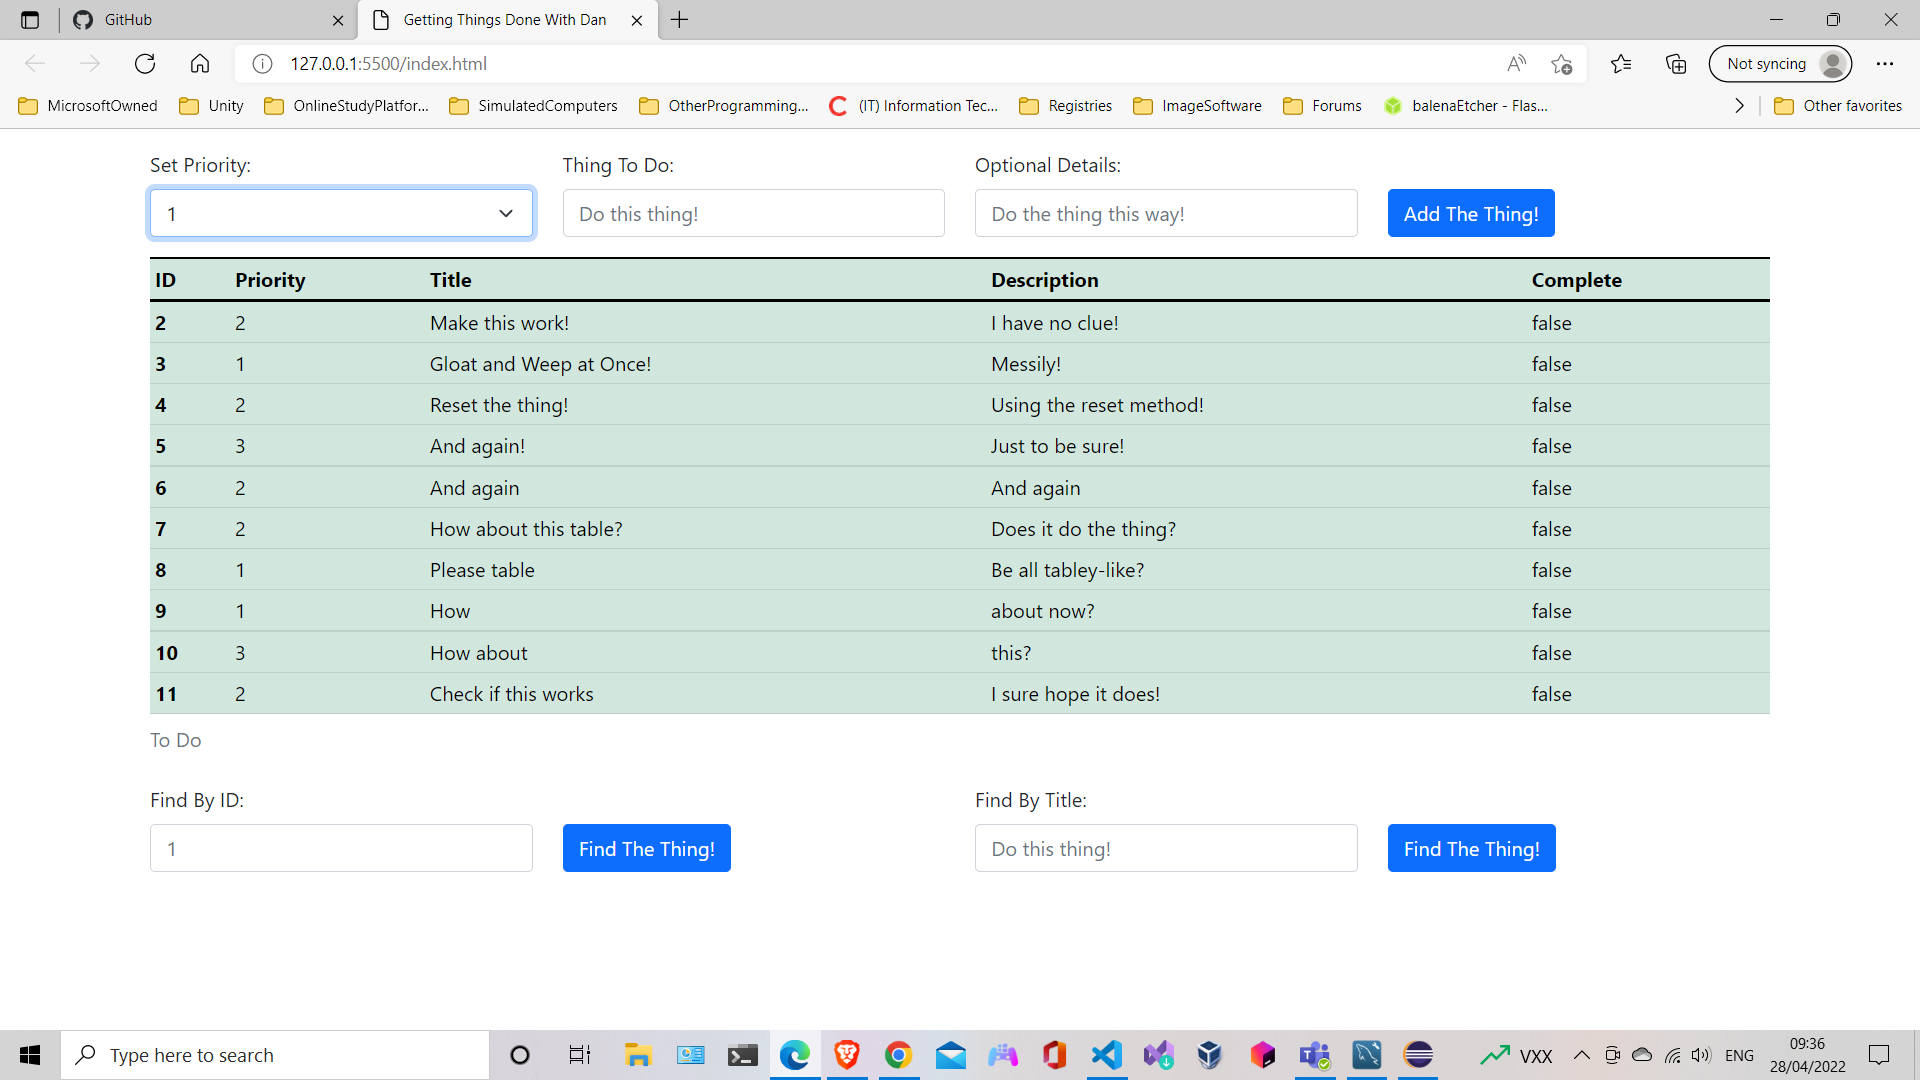 GitHub
Getting Things Done With Dan
127.0.0.1:5500/index.html
Not syncing
MicrosoftOwned
Unity
OnlineStudyPlatfor...
SimulatedComputers
OtherProgramming...
(IT) Information Tec...
Registries
ImageSoftware
Forums
balenaEtcher - Flas...
Other favorites
Set Priority: Thing To Do: Optional Details:
1 Do this thing! Do the thing this way! Add The Thing!
ID Priority Title Description Complete
2 2 Make this work! I have no clue! false
3 1 Gloat and Weep at Once! Messily! false
4 2 Reset the thing! Using the reset method! false
5 3 And again! Just to be sure! false
6 2 And again And again false
7 2 How about this table? Does it do the thing? false
8 1 Please table Be all tabley-like? false
9 1 How about now? false
10 3 How about this? false
11 2 Check if this works I sure hope it does! false
To Do
Find By ID: Find By Title:
1 Find The Thing! Do this thing! Find The Thing!
Type here to search
VXX
ENG
09:36
28/04/2022